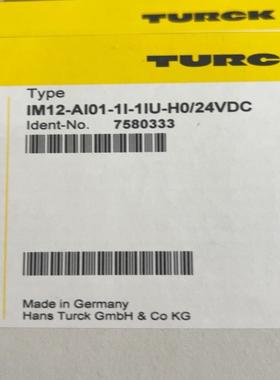 TURCK
TURC
Type
IM12-AI01-1I-1IU-H0/24VDC
Ident-No. 7580333
Made in Germany
Hans Turck GmbH & Co KG